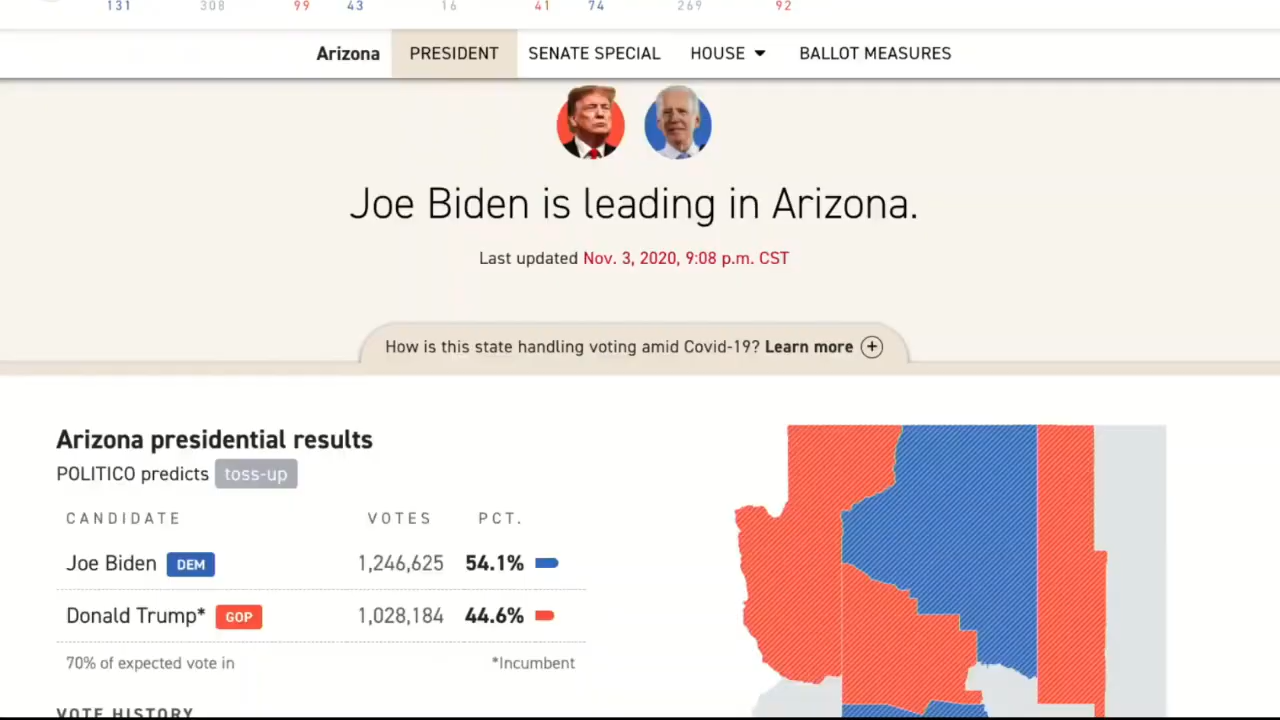 131 308 99 43 16 41 74 269 92
Arizona PRESIDENT SENATE SPECIAL HOUSE BALLOT MEASURES
Joe Biden is leading in Arizona.
Last updated Nov. 3, 2020, 9:08 p.m. CST
How is this state handling voting amid Covid-19? Learn more
Arizona presidential results
POLITICO predicts toss-up
CANDIDATE VOTES PCT.
Joe Biden DEM 1,246,625 54.1%
Donald Trump* GOP 1,028,184 44.6%
70% of expected vote in *Incumbent
VOTE HISTORY